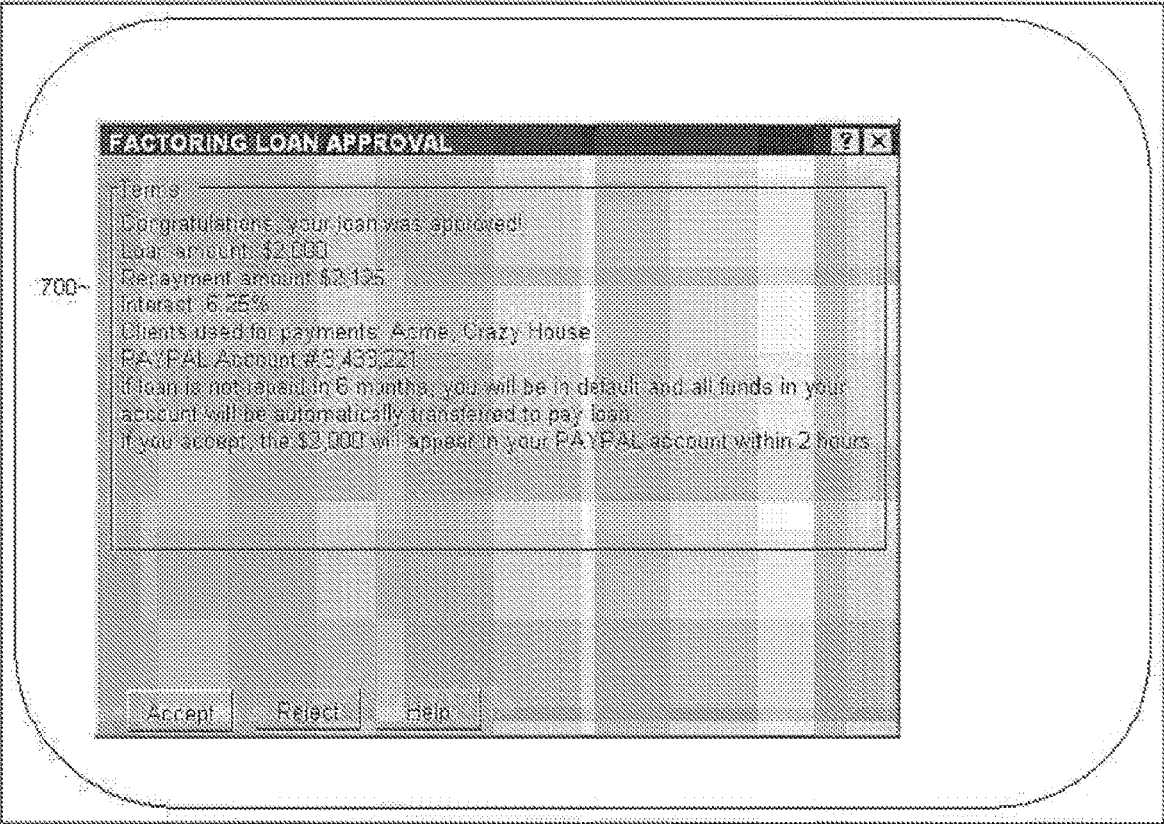 FACTORING LOAN APPROVAL
Terms
Congratulations, your loan was approved!
Loan amount: $2,000
Repayment amount $2,125
Interest: 6.25%
Clients used for payments: Acme, Crazy House
PAYPAL Account #:3,433,221
If loan is not repaid in 6 months, you will be in default and all funds in your
account will be automatically transferred to pay loan.
If you accept, the $2,000 will appear in your PAYPAL account within 2 hours
700~
Accept Reject Help